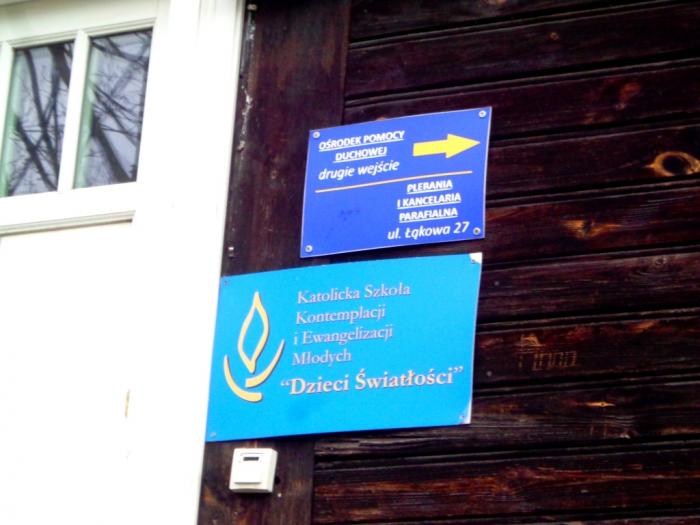 OŚRODEK POMOCY
DUCHOWEJ
drugie wejście
PLEBANIA
I KANCELARIA
PARAFIALNA
ul. Łąkowa 27
Katolicka Szkoła
Kontemplacji
i Ewangelizacji
Młodych
“Dzieci Światłości”